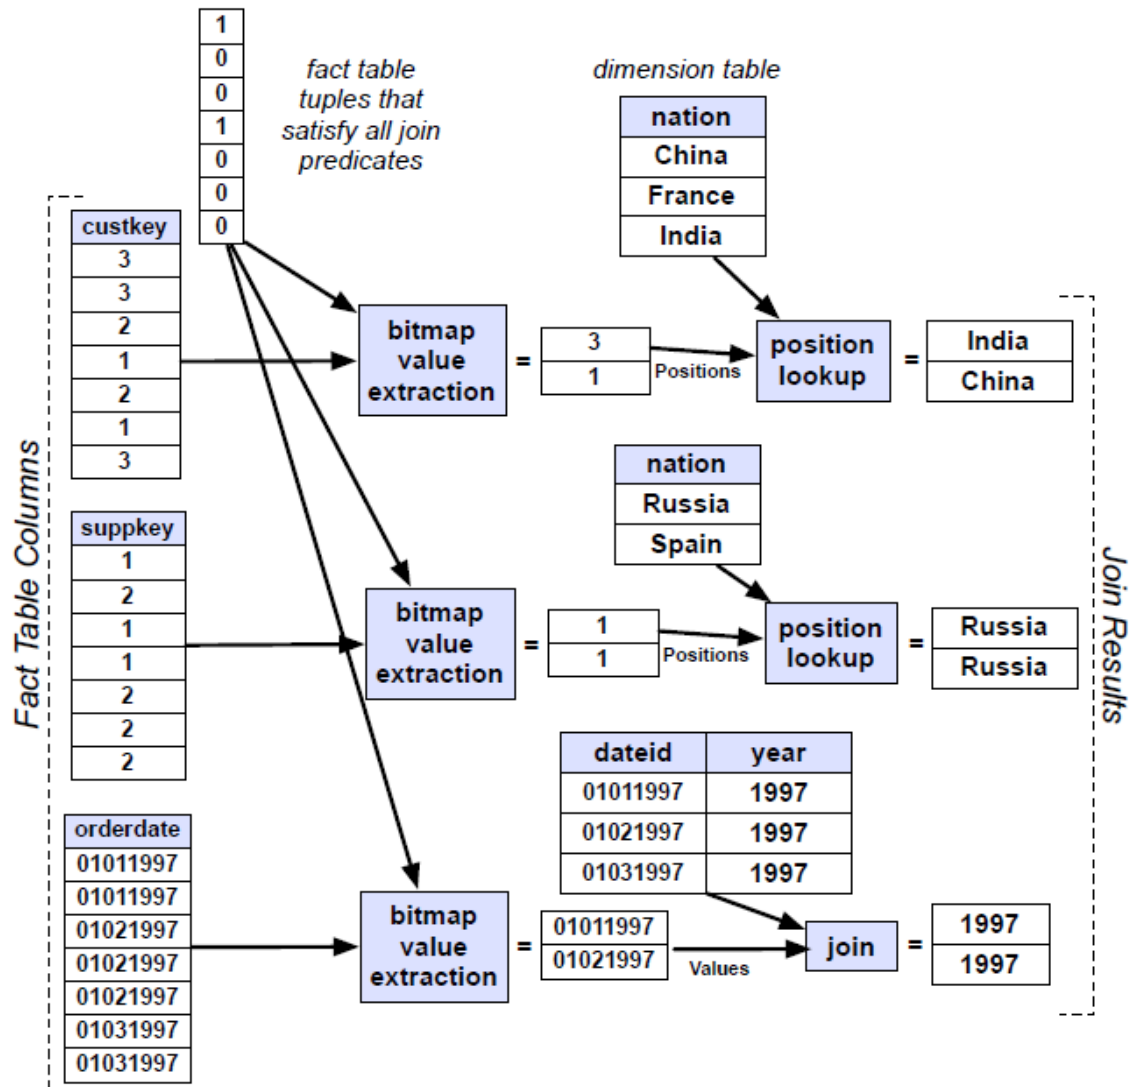 1
0
0
1
0
0
0
fact table
tuples that
satisfy all join
predicates
dimension table
nation
China
France
India
Fact Table Columns
custkey
3
3
2
1
2
1
3
bitmap
value
extraction
=
3
1
Positions
position
lookup
=
India
China
nation
Russia
Spain
suppkey
1
2
1
1
2
2
2
bitmap
value
extraction
=
1
1
Positions
position
lookup
=
Russia
Russia
Join Results
dateid year
01011997 1997
01021997 1997
01031997 1997
orderdate
01011997
01011997
01021997
01021997
01021997
01031997
01031997
bitmap
value
extraction
=
01011997
01021997
Values
join
=
1997
1997